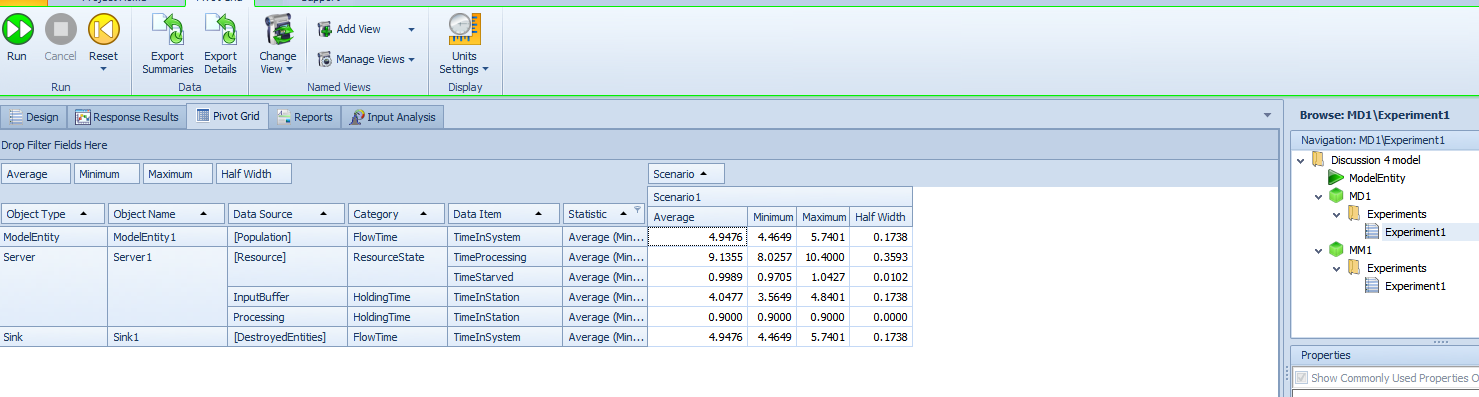 Project Home Pivot Grid Support
Run Cancel Reset Export Summaries Export Details Change View Add View Manage Views Units Settings
Run Data Named Views Display
Design Response Results Pivot Grid Reports Input Analysis
Drop Filter Fields Here
Average Minimum Maximum Half Width Scenario
Scenario1
Object Type Object Name Data Source Category Data Item Statistic Average Minimum Maximum Half Width
ModelEntity ModelEntity1 [Population] FlowTime TimeInSystem Average (Min... 4.9476 4.4649 5.7401 0.1738
Server Server1 [Resource] ResourceState TimeProcessing Average (Min... 9.1355 8.0257 10.4000 0.3593
TimeStarved Average (Min... 0.9989 0.9705 1.0427 0.0102
InputBuffer HoldingTime TimeInStation Average (Min... 4.0477 3.5649 4.8401 0.1738
Processing HoldingTime TimeInStation Average (Min... 0.9000 0.9000 0.9000 0.0000
Sink Sink1 [DestroyedEntities] FlowTime TimeInSystem Average (Min... 4.9476 4.4649 5.7401 0.1738
Browse: MD1\Experiment1
Navigation: MD1\Experiment1
Discussion 4 model
ModelEntity
MD1
Experiments
Experiment1
MM1
Experiments
Experiment1
Properties
Show Commonly Used Properties O